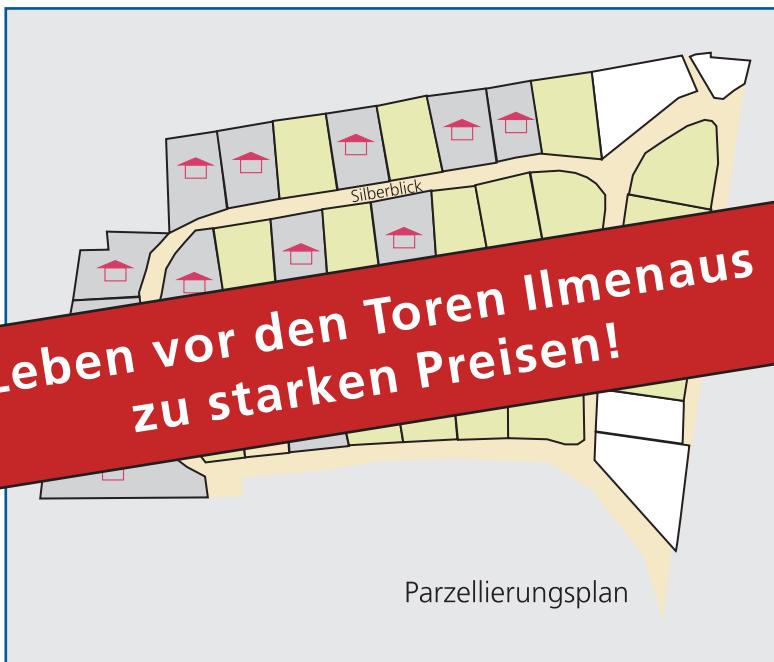 Silberblick
Leben vor den Toren Ilmenaus
zu starken Preisen!
Parzellierungsplan